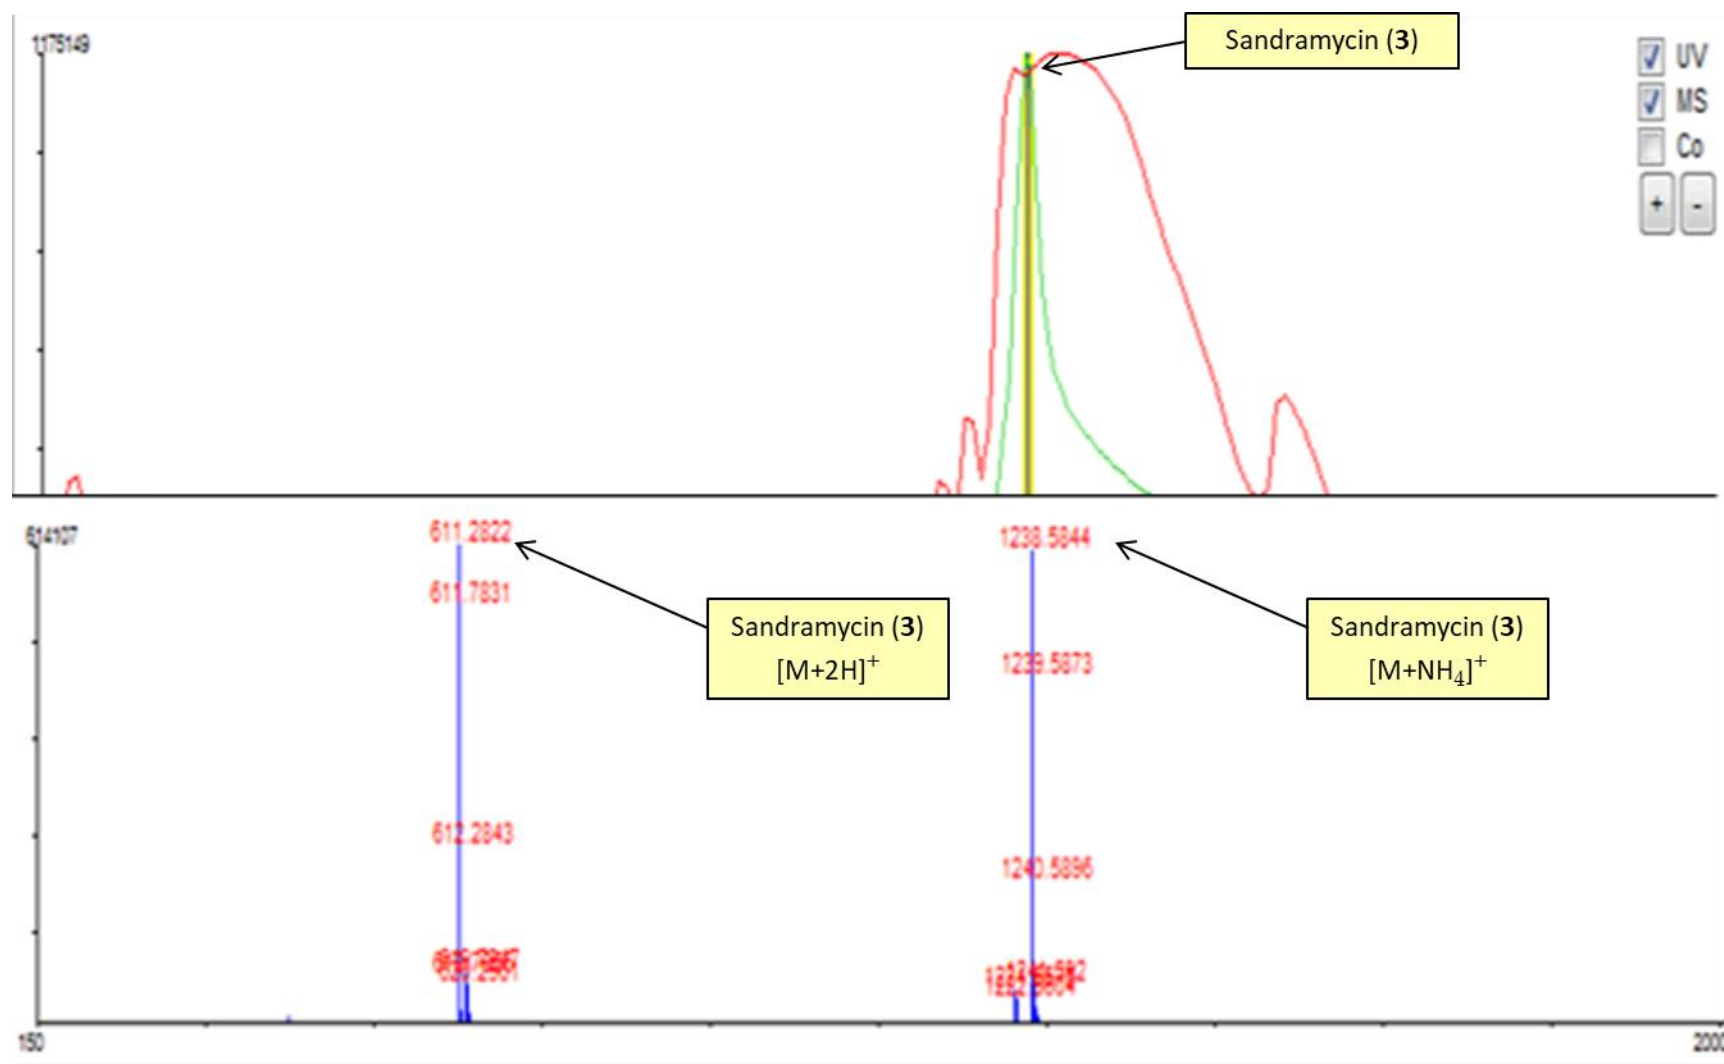 1175149
Sandramycin (3)
UV
MS
Co
+ -
614107
611.2822
1238.5844
611.7831
Sandramycin (3)
[M+2H]+
Sandramycin (3)
[M+NH4]+
1239.5873
612.2843
1240.5896
150
2000